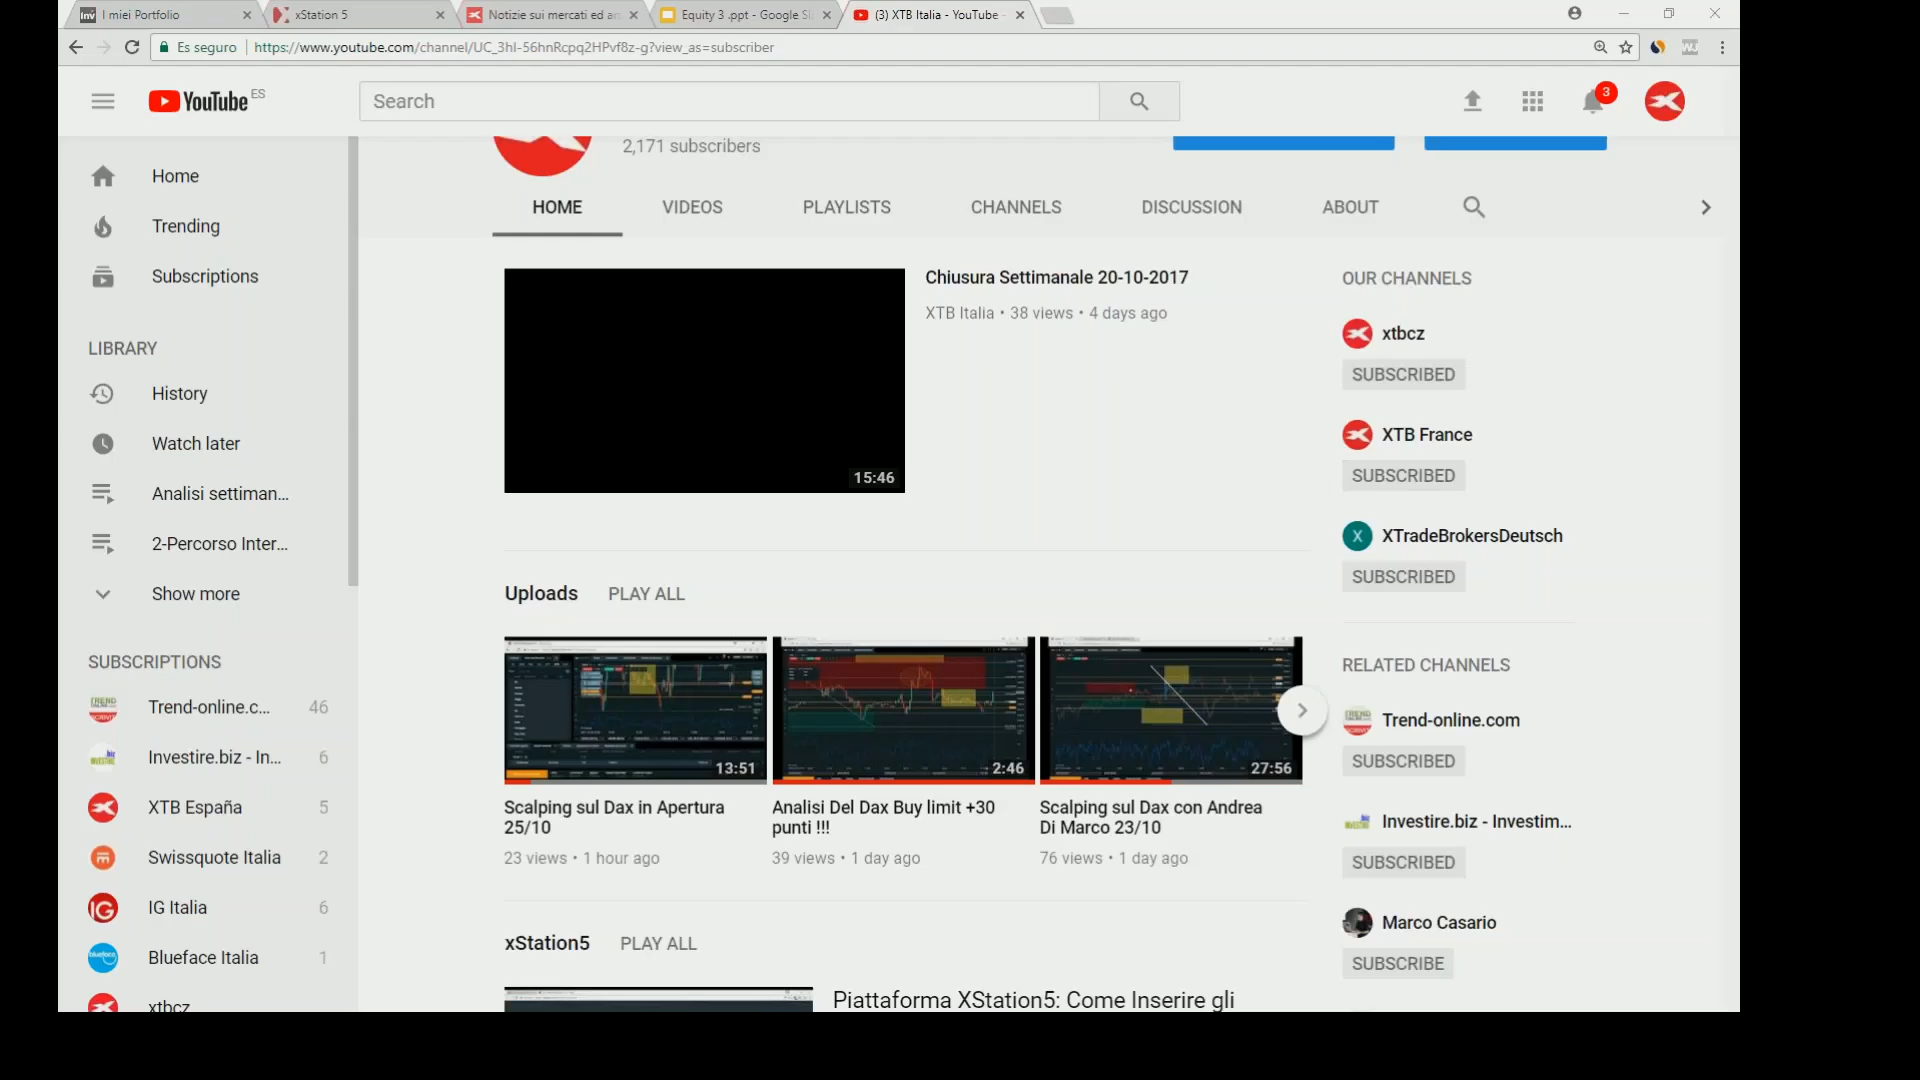 I miei Portfolio
xStation 5
Notizie sui mercati ed an
Equity 3 .ppt - Google Sl
(3) XTB Italia - YouTube -
Es seguro
https://www.youtube.com/channel/UC_3hI-56hnRcpq2HPvf8z-g?view_as=subscriber
YouTube ES
Search
3
2,171 subscribers
HOME VIDEOS PLAYLISTS CHANNELS DISCUSSION ABOUT
Home
Trending
Subscriptions
LIBRARY
History
Watch later
Analisi settiman...
2-Percorso Inter...
Show more
SUBSCRIPTIONS
Trend-online.c... 46
Investire.biz - In... 6
XTB España 5
Swissquote Italia 2
IG Italia 6
Blueface Italia 1
xtbcz
15:46
Chiusura Settimanale 20-10-2017
XTB Italia • 38 views • 4 days ago
Uploads PLAY ALL
13:51
Scalping sul Dax in Apertura
25/10
23 views • 1 hour ago
2:46
Analisi Del Dax Buy limit +30
punti !!!
39 views • 1 day ago
27:56
Scalping sul Dax con Andrea
Di Marco 23/10
76 views • 1 day ago
xStation5 PLAY ALL
Piattaforma XStation5: Come Inserire gli
OUR CHANNELS
xtbcz
SUBSCRIBED
XTB France
SUBSCRIBED
X
XTradeBrokersDeutsch
SUBSCRIBED
RELATED CHANNELS
Trend-online.com
SUBSCRIBED
Investire.biz - Investim...
SUBSCRIBED
Marco Casario
SUBSCRIBE